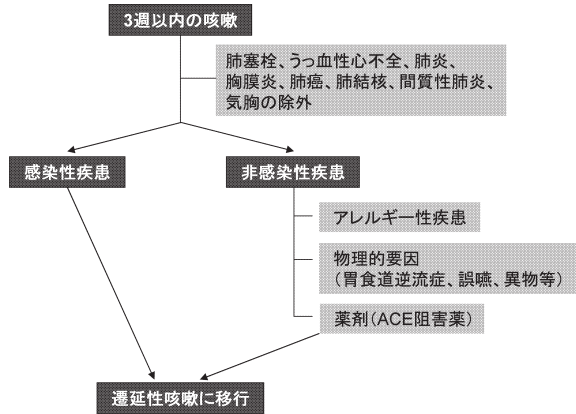 3週以内の咳嗽
肺塞栓、うっ血性心不全、肺炎、
胸膜炎、肺癌、肺結核、間質性肺炎、
気胸の除外
感染性疾患
非感染性疾患
アレルギー性疾患
物理的要因
（胃食道逆流症、誤嚥、異物等）
薬剤（ACE阻害薬）
遷延性咳嗽に移行